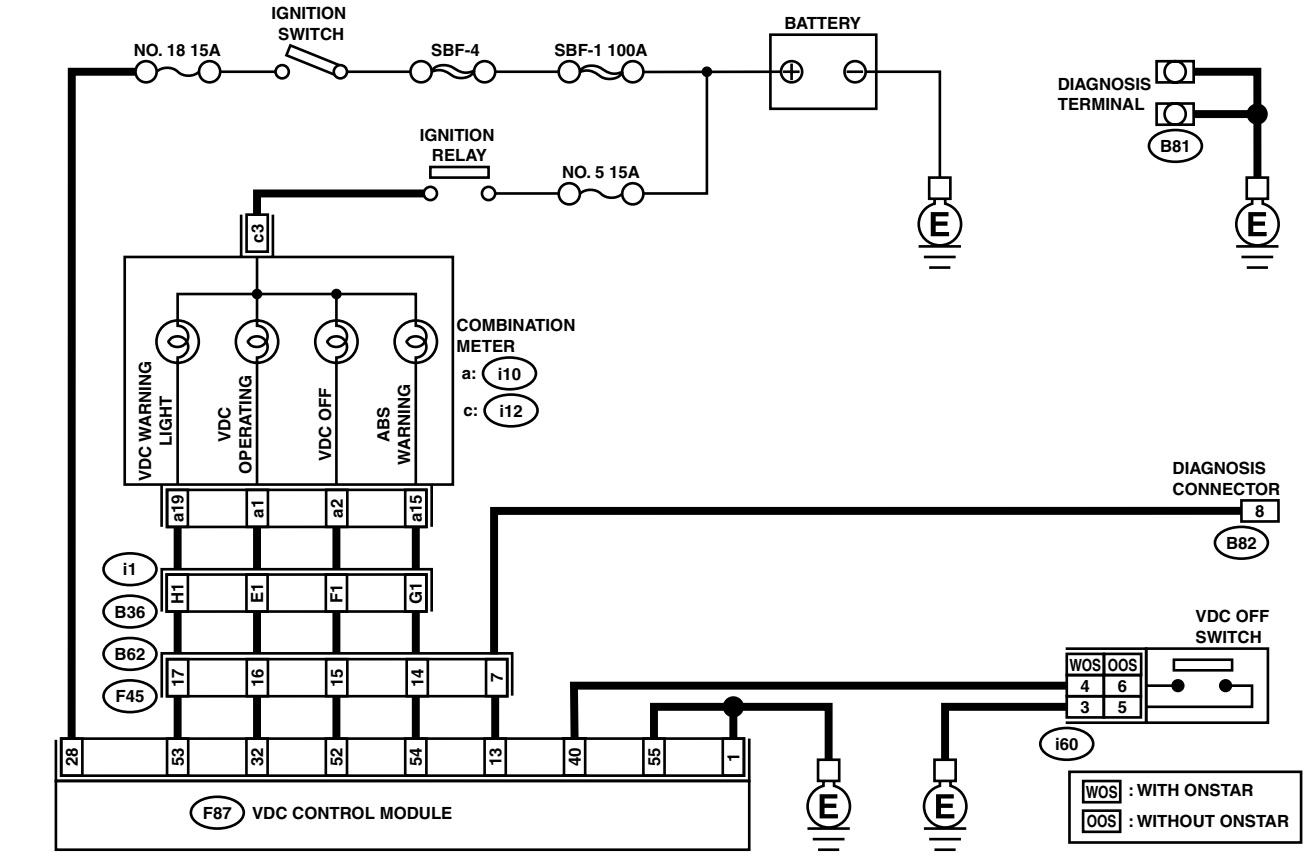 IGNITION
SWITCH
BATTERY
NO. 18 15A
SBF-4
SBF-1 100A
DIAGNOSIS
TERMINAL
B81
IGNITION
RELAY
NO. 5 15A
E
E
c3
COMBINATION
METER
a: i10
c: i12
VDC WARNING
LIGHT
VDC
OPERATING
VDC OFF
ABS
WARNING
a19 a1 a2 a15
DIAGNOSIS
CONNECTOR
8
B82
i1
H1 E1 F1 G1
B36
B62
17 16 15 14 7
F45
VDC OFF
SWITCH
WOS OOS
4 6
3 5
i60
28 53 32 52 54 13 40 55 1
F87 VDC CONTROL MODULE
E
E
WOS : WITH ONSTAR
OOS : WITHOUT ONSTAR